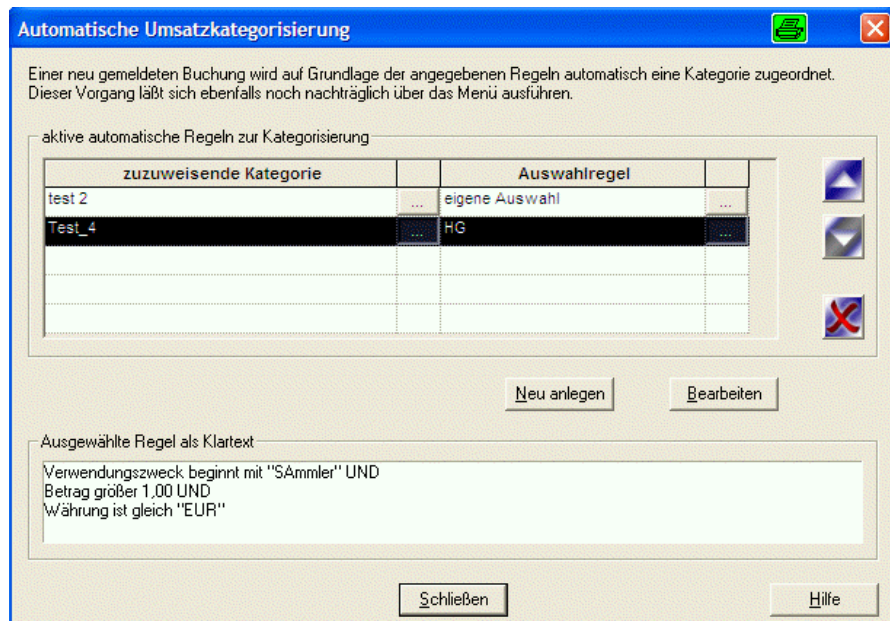 Automatische Umsatzkategorisierung
Einer neu gemeldeten Buchung wird auf Grundlage der angegebenen Regeln automatisch eine Kategorie zugeordnet.
Dieser Vorgang läßt sich ebenfalls noch nachträglich über das Menü ausführen.
aktive automatische Regeln zur Kategorisierung
zuzuweisende Kategorie Auswahlregel
test 2 ... eigene Auswahl ...
Test_4 ... HG ...
Neu anlegen Bearbeiten
Ausgewählte Regel als Klartext
Verwendungszweck beginnt mit "SAmmler" UND
Betrag größer 1,00 UND
Währung ist gleich "EUR"
Schließen Hilfe